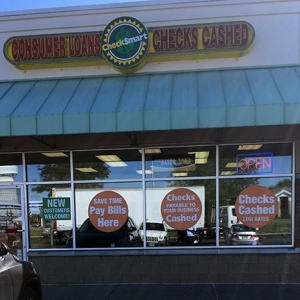 CONSUMER LOANS
CheckSmart
CHECKS CASHED
OPEN
NEW
CUSTOMERS
WELCOME!
SAVE TIME
Pay Bills
Here
Checks
PAYABLE TO
YOUR BUSINESS
Cashed
Checks
Cashed
LOW RATES